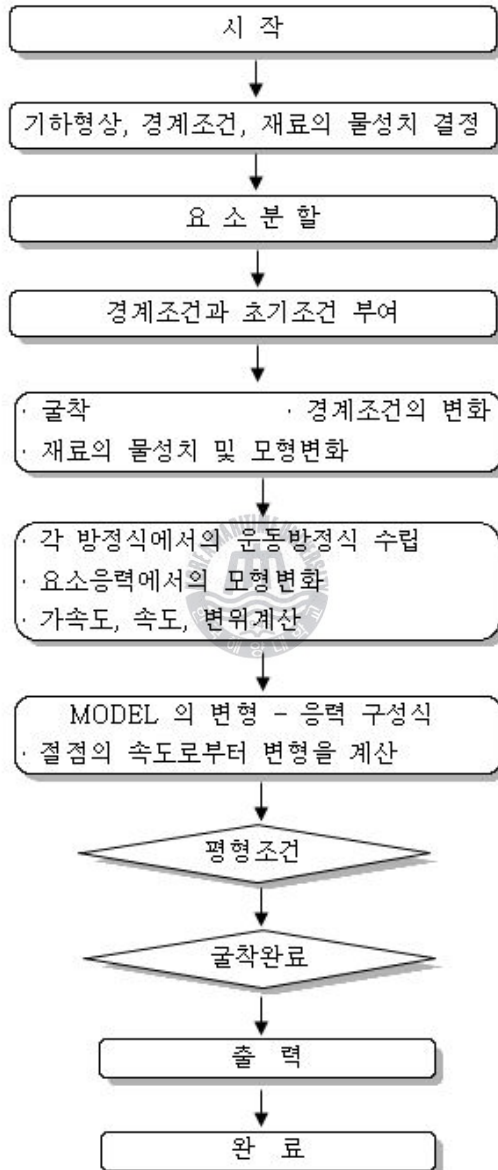 시 작
기하형상, 경계조건, 재료의 물성치 결정
요 소 분 할
경계조건과 초기조건 부여
· 굴착 · 경계조건의 변화
· 재료의 물성치 및 모형변화
· 각 방정식에서의 운동방정식 수립
· 요소응력에서의 모형변화
· 가속도, 속도, 변위계산
MODEL 의 변형 - 응력 구성식
· 절점의 속도로부터 변형을 계산
평형조건
굴착완료
출 력
완 료